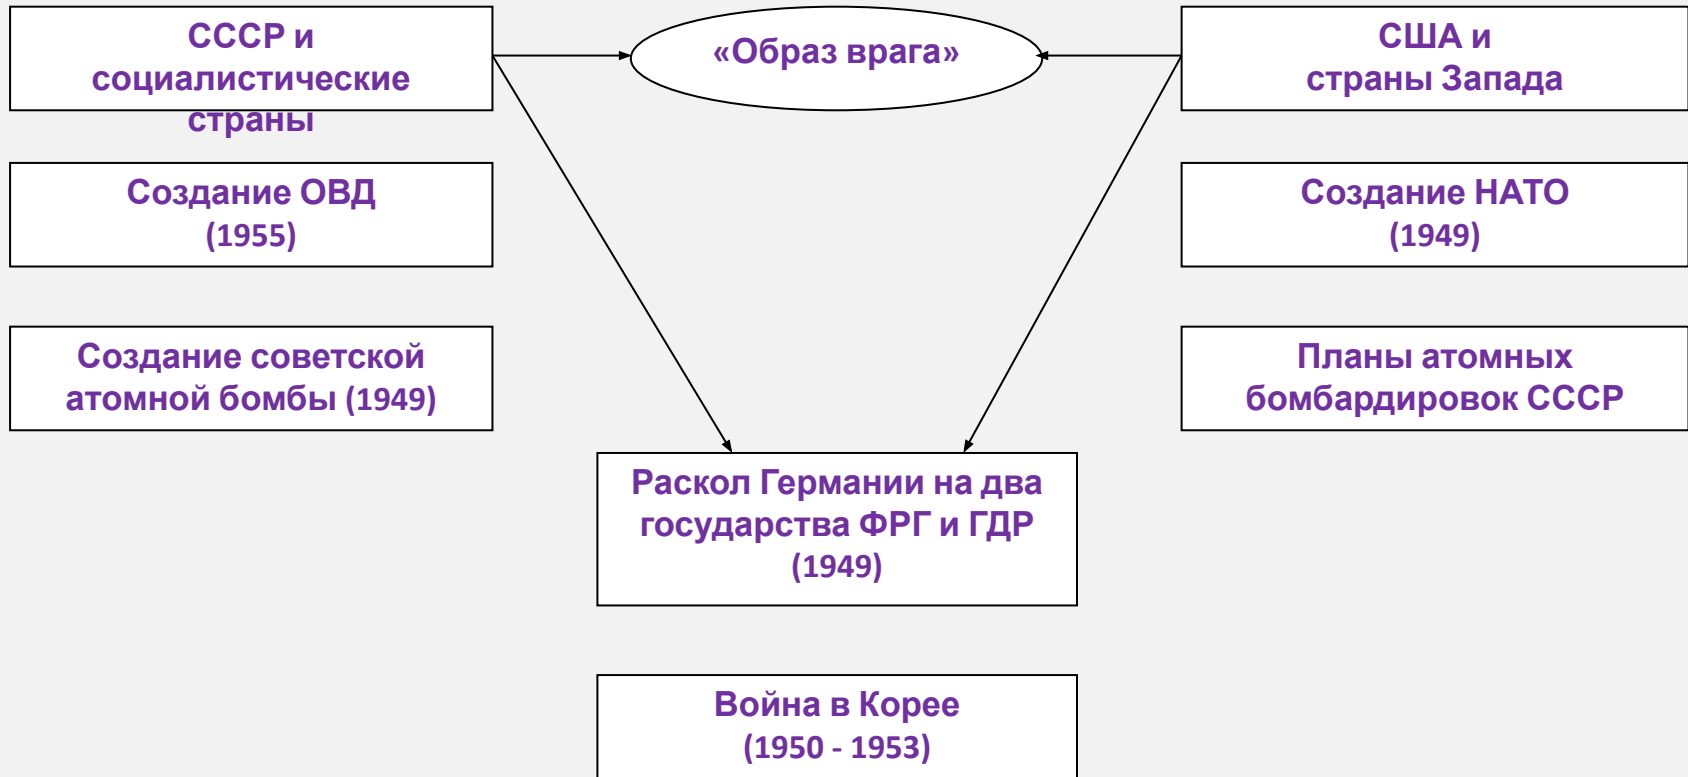 СССР и
социалистические
страны
«Образ врага»
США и
страны Запада
Создание ОВД
(1955)
Создание НАТО
(1949)
Создание советской
атомной бомбы (1949)
Планы атомных
бомбардировок СССР
Раскол Германии на два
государства ФРГ и ГДР
(1949)
Война в Корее
(1950 - 1953)